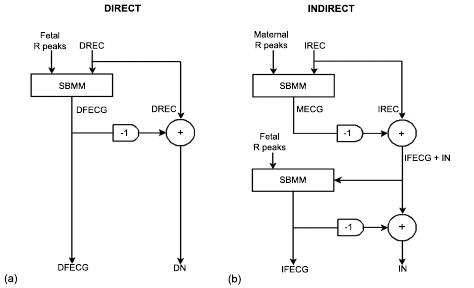 DIRECT
Fetal
R peaks
DREC
SBMM
DFECG
DREC
-1
+
DFECG
DN
(a)
INDIRECT
Maternal
R peaks
IREC
SBMM
MECG
IREC
-1
+
IFECG + IN
Fetal
R peaks
SBMM
-1
+
IFECG
IN
(b)